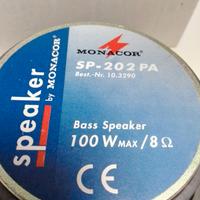 MONACOR®
SP-202 PA
Best.-Nr. 10.3290
speaker
by MONACOR®
Bass Speaker
100 WMAX/8 Ω
CE